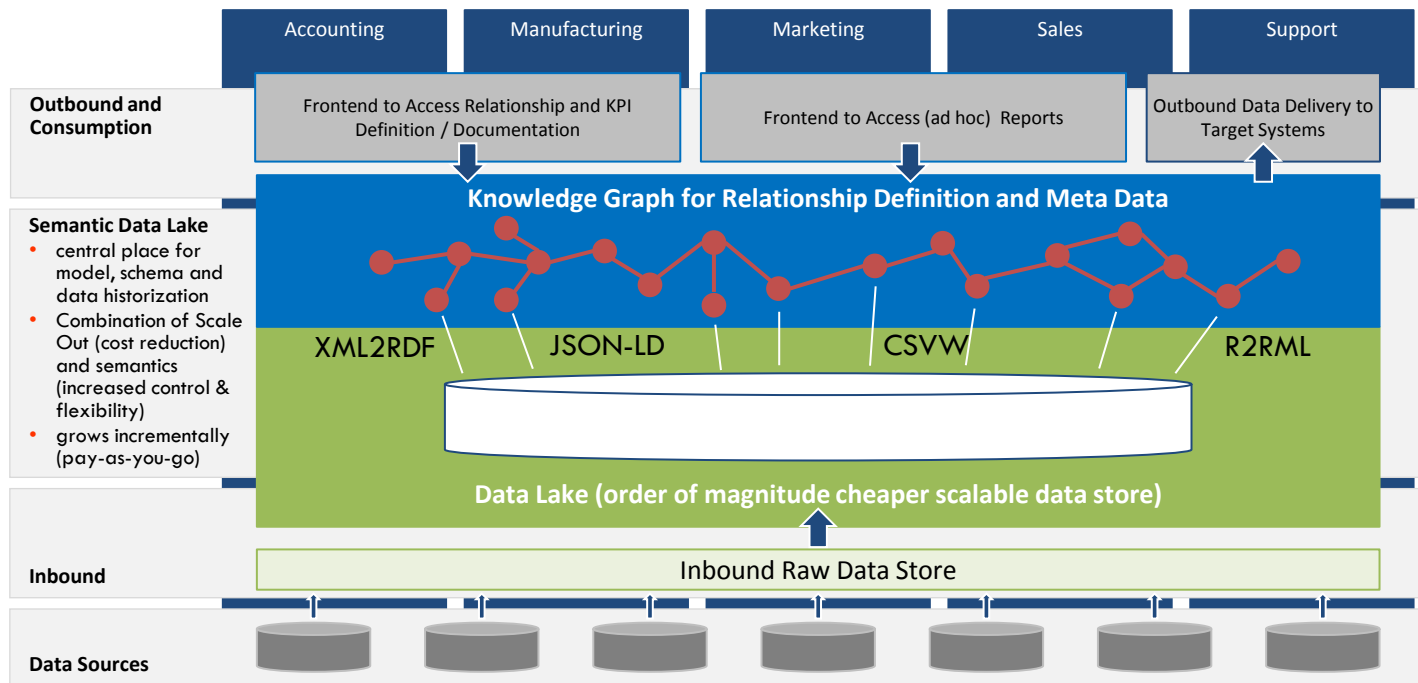 Accounting
Manufacturing
Marketing
Sales
Support
Outbound and
Consumption
Frontend to Access Relationship and KPI
Definition / Documentation
Frontend to Access (ad hoc) Reports
Outbound Data Delivery to
Target Systems
Knowledge Graph for Relationship Definition and Meta Data
Semantic Data Lake
• central place for
model, schema and
data historization
• Combination of Scale
Out (cost reduction)
and semantics
(increased control &
flexibility)
• grows incrementally
(pay-as-you-go)
XML2RDF
JSON-LD
CSVW
R2RML
Data Lake (order of magnitude cheaper scalable data store)
Inbound
Inbound Raw Data Store
Data Sources